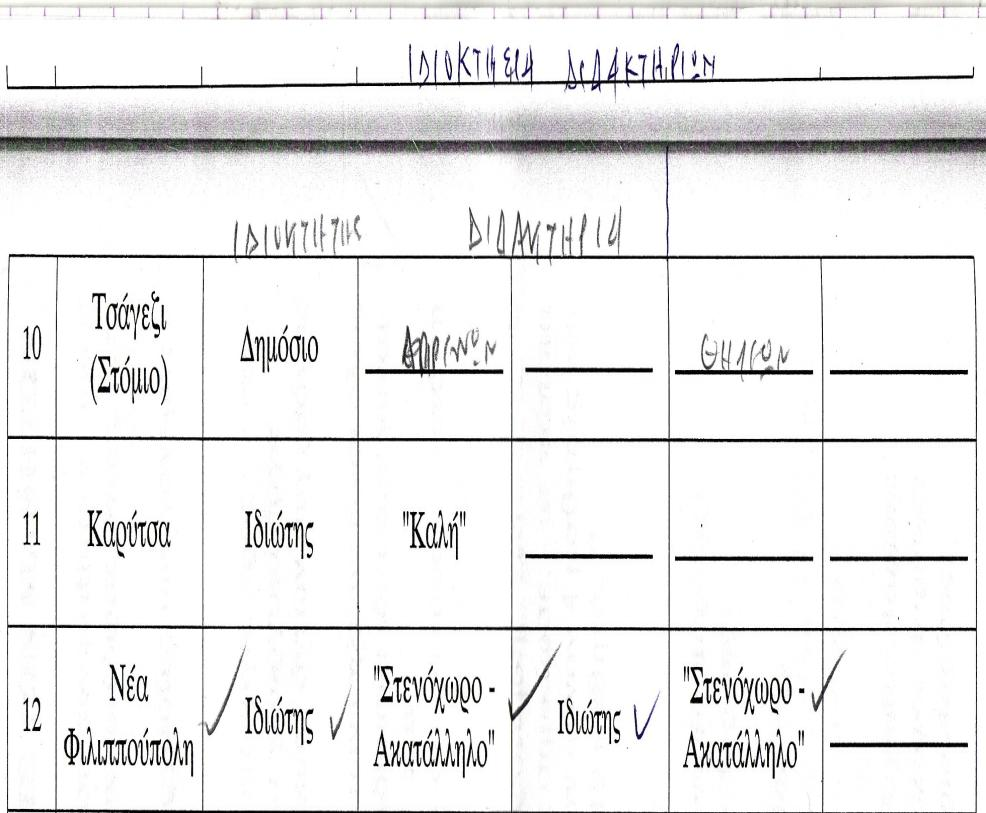 ΙΔΙΟΚΤΗΣΙΑ ΔΙΔΑΚΤΗΡΙΩΝ
ΙΔΙΟΚΤΗΤΗΣ ΔΙΔΑΚΤΗΡΙΑ
10 Τσάγεζι (Στόμιο) Δημόσιο ΑΡΡΕΝΩΝ ΘΗΛΕΩΝ
11 Καρύτσα Ιδιώτης "Καλή"
12 Νέα Φιλιππούπολη Ιδιώτης "Στενόχωρο - Ακατάλληλο" Ιδιώτης "Στενόχωρο - Ακατάλληλο"